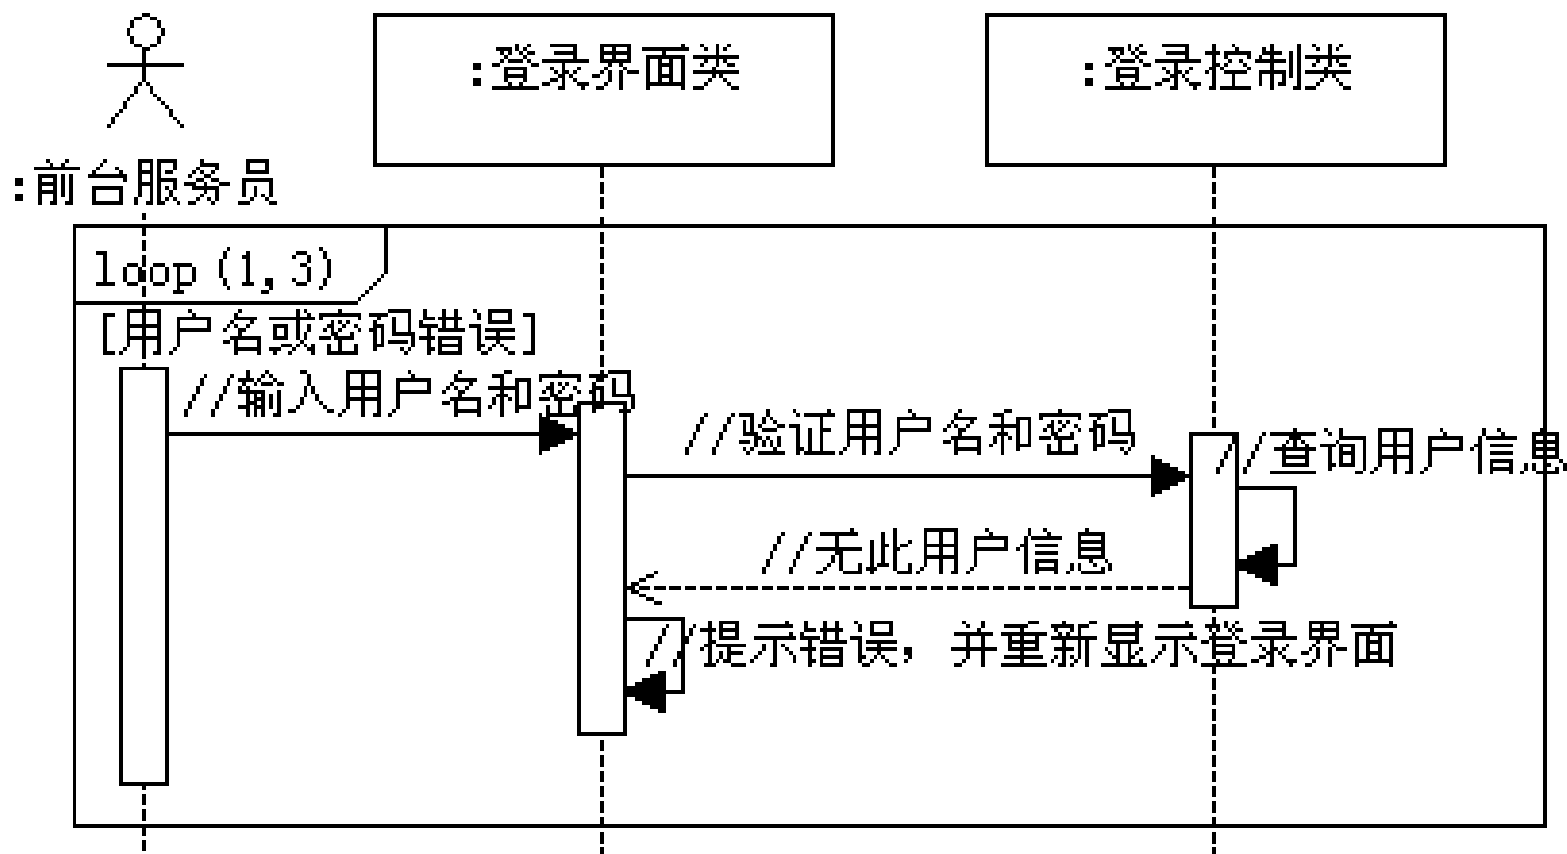 :登录界面类
:登录控制类
:前台服务员
loop(1,3)
[用户名或密码错误]
//输入用户名和密码
//验证用户名和密码
//查询用户信息
//无此用户信息
//提示错误，并重新显示登录界面